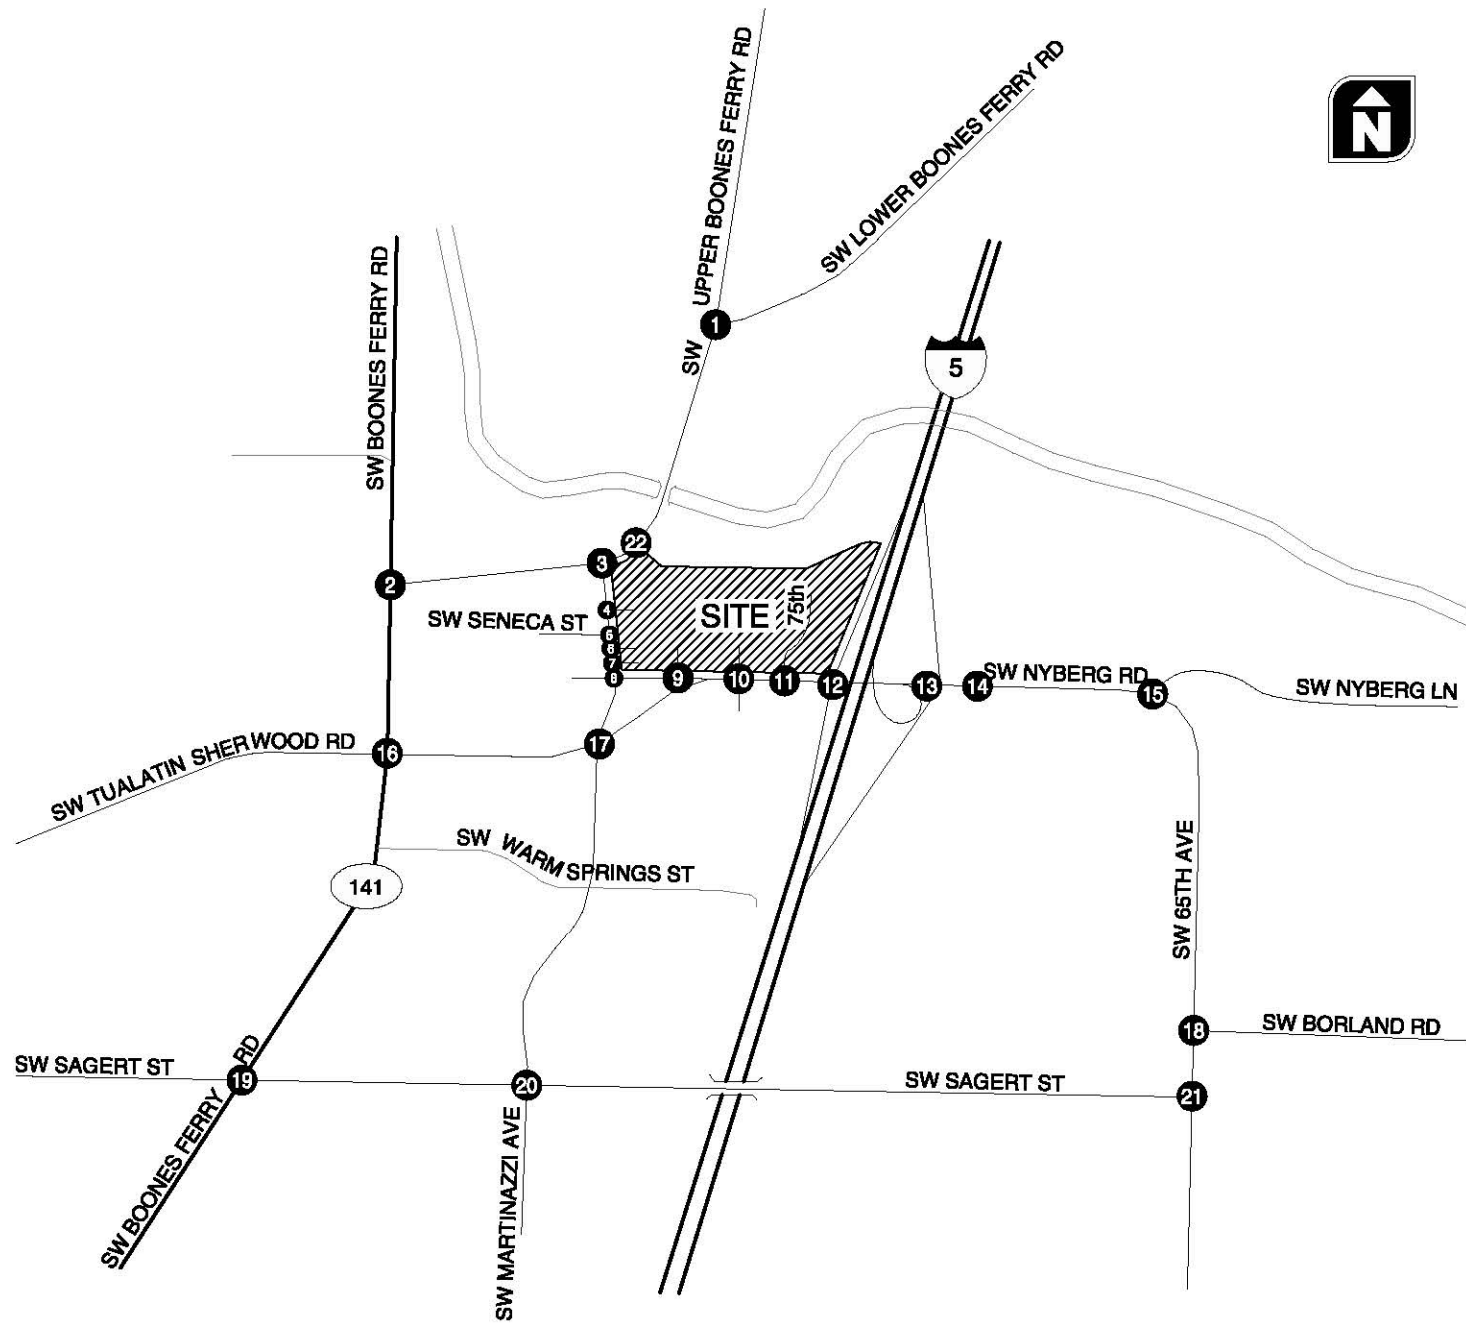 UPPER BOONES FERRY RD
SW LOWER BOONES FERRY RD
N
SW BOONES FERRY RD
1
SW
5
22
3
2
75th
4
SITE
SW SENECA ST
6
7
8
9
10
11
12
13
14
SW NYBERG RD
15
SW NYBERG LN
SW TUALATIN SHERWOOD RD
16
17
SW WARM SPRINGS ST
141
SW 65TH AVE
18
SW BORLAND RD
SW SAGERT ST
19
20
SW SAGERT ST
21
SW BOONES FERRY RD
SW MARTINAZZI AVE